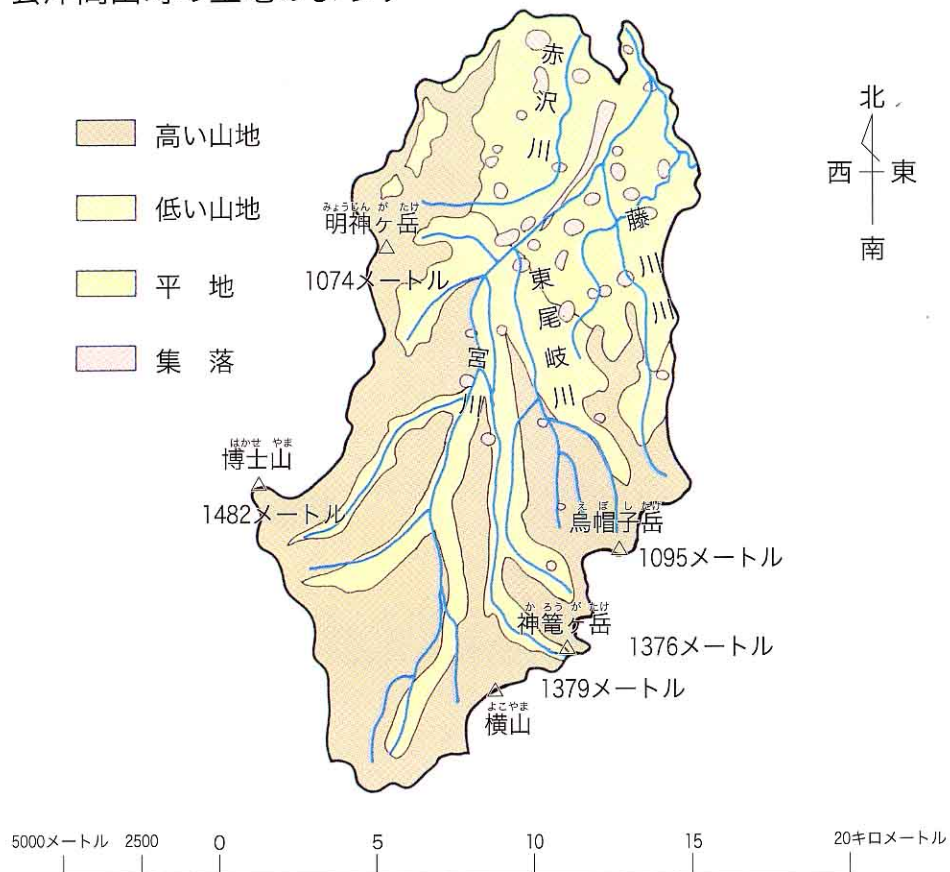 高い山地
低い山地
平　地
集　落
北
西
東
南
赤沢川
藤川川
東尾岐川
宮川
みょうじんがたけ
明神ヶ岳
1074メートル
はかせ やま
博士山
1482メートル
えぼしだけ
烏帽子岳
1095メートル
かろうがたけ
神篭ヶ岳
1376メートル
1379メートル
よこやま
横山
5000メートル 2500 0 5 10 15 20キロメートル